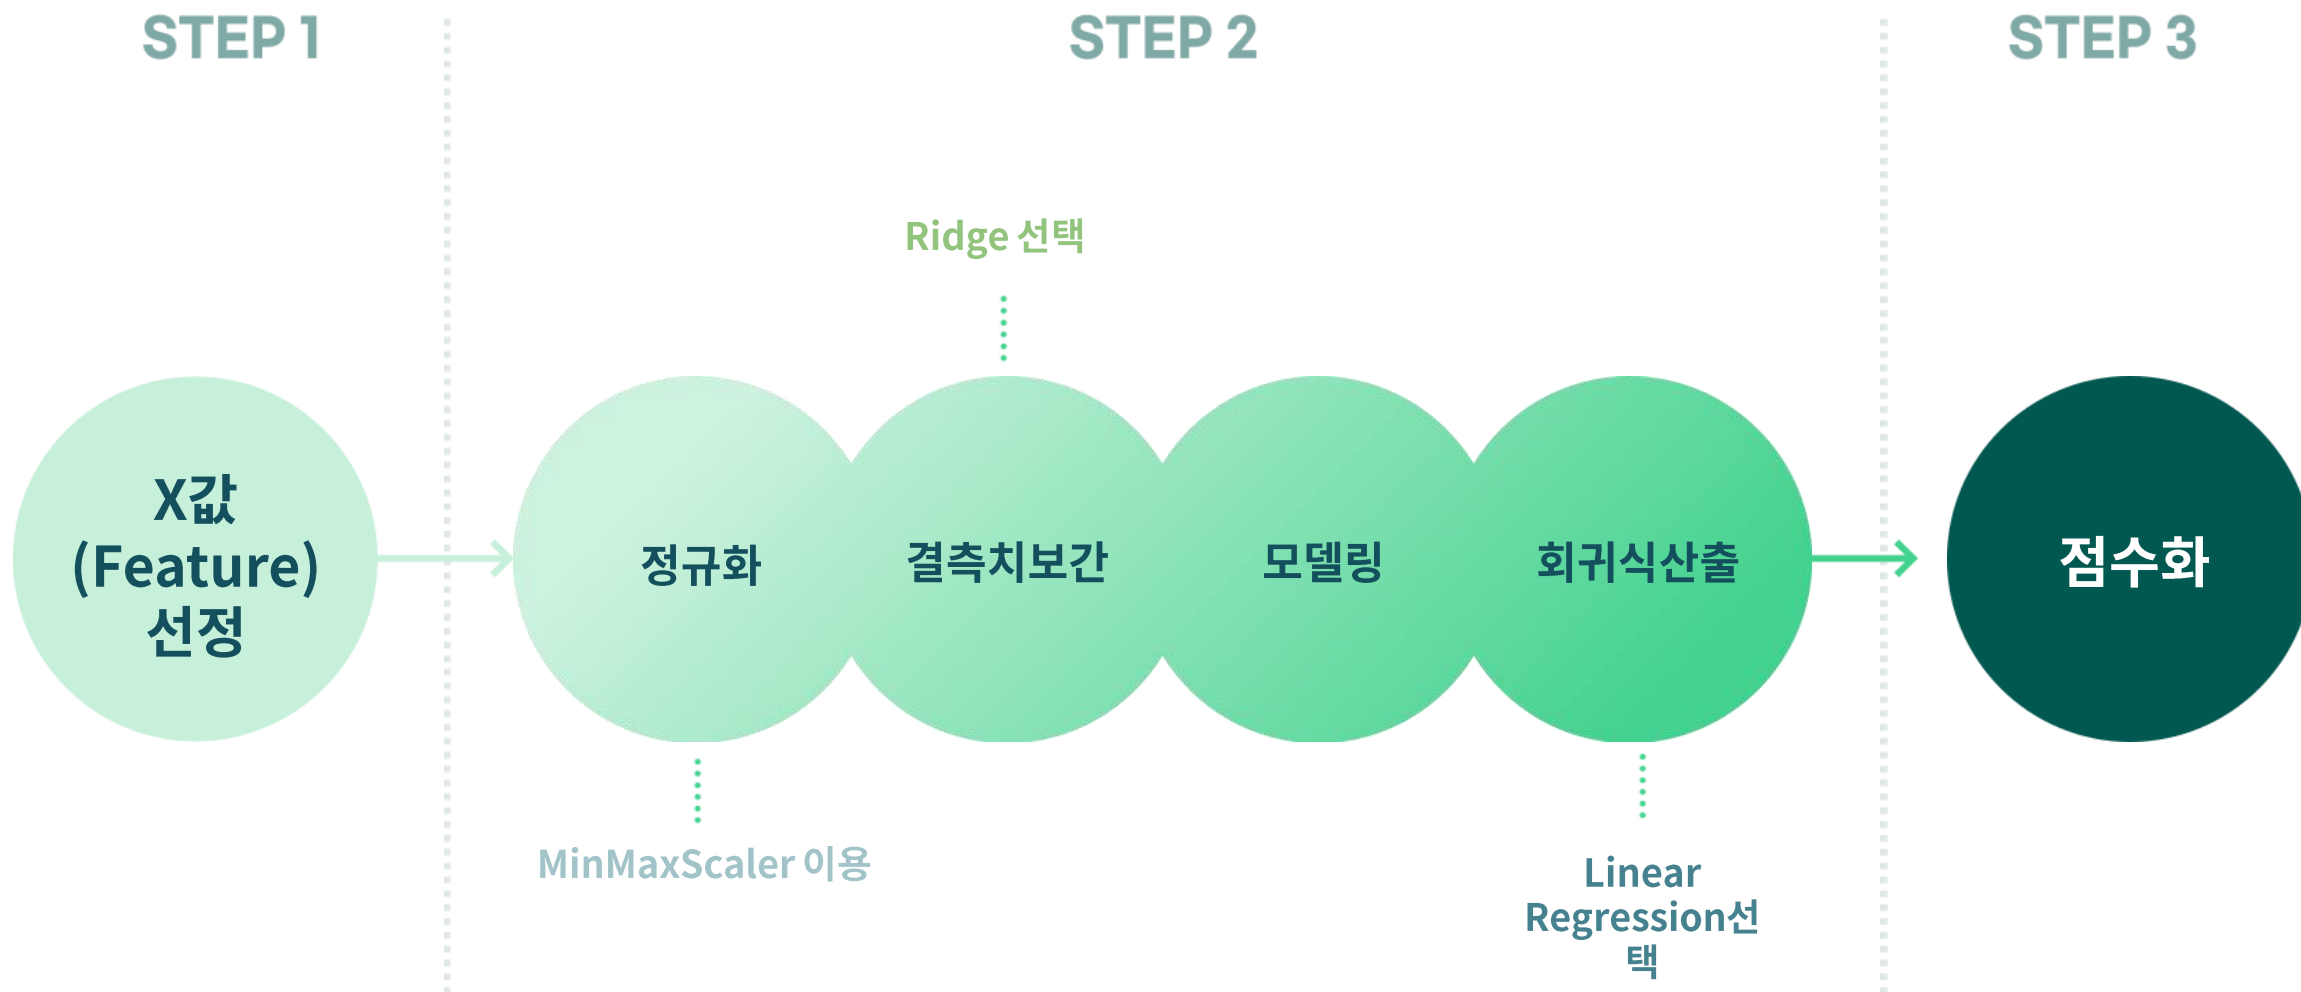 STEP 1
STEP 2
STEP 3
Ridge 선택
X값
(Feature)
선정
정규화
결측치보간
모델링
회귀식산출
점수화
MinMaxScaler 이용
Linear
Regression선
택